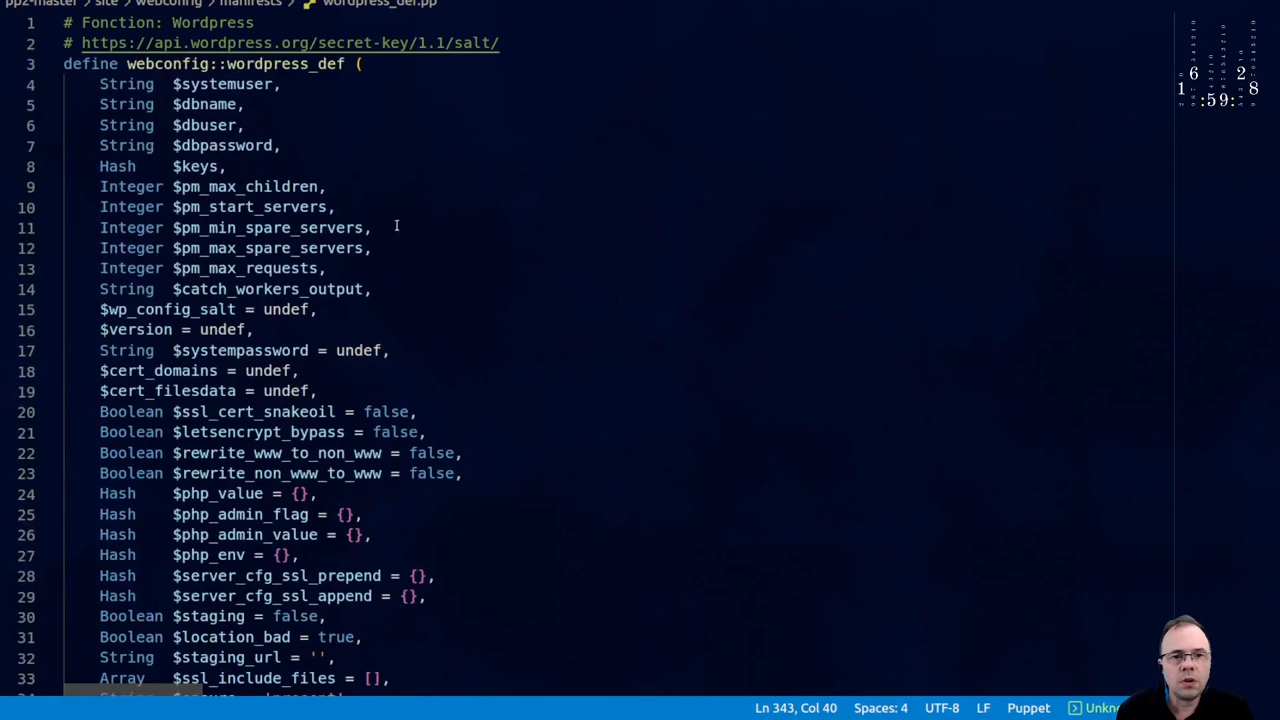 pp2-master > site > webconfig > manifests > wordpress_def.pp
1 # Fonction: Wordpress
2 # https://api.wordpress.org/secret-key/1.1/salt/
3 define webconfig::wordpress_def (
4 String $systemuser,
5 String $dbname,
6 String $dbuser,
7 String $dbpassword,
8 Hash $keys,
9 Integer $pm_max_children,
10 Integer $pm_start_servers,
11 Integer $pm_min_spare_servers,
12 Integer $pm_max_spare_servers,
13 Integer $pm_max_requests,
14 String $catch_workers_output,
15 $wp_config_salt = undef,
16 $version = undef,
17 String $systempassword = undef,
18 $cert_domains = undef,
19 $cert_filesdata = undef,
20 Boolean $ssl_cert_snakeoil = false,
21 Boolean $letsencrypt_bypass = false,
22 Boolean $rewrite_www_to_non_www = false,
23 Boolean $rewrite_non_www_to_www = false,
24 Hash $php_value = {},
25 Hash $php_admin_flag = {},
26 Hash $php_admin_value = {},
27 Hash $php_env = {},
28 Hash $server_cfg_ssl_prepend = {},
29 Hash $server_cfg_ssl_append = {},
30 Boolean $staging = false,
31 Boolean $location_bad = true,
32 String $staging_url = '',
33 Array $ssl_include_files = [],
16:59:28
Ln 343, Col 40 Spaces: 4 UTF-8 LF Puppet